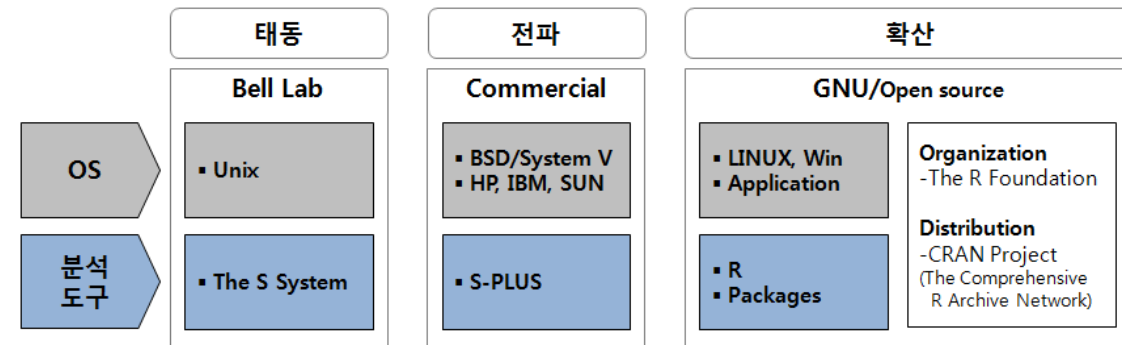 태동
전파
확산
Bell Lab
Commercial
GNU/Open source
OS
▪ Unix
▪ BSD/System V
▪ HP, IBM, SUN
▪ LINUX, Win
▪ Application
분석
도구
▪ The S System
▪ S-PLUS
▪ R
▪ Packages
Organization
-The R Foundation
Distribution
-CRAN Project
(The Comprehensive
R Archive Network)